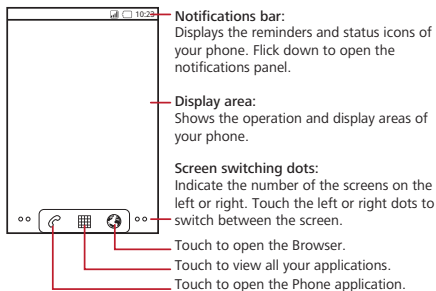 10:23
Notifications bar:
Displays the reminders and status icons of
your phone. Flick down to open the
notifications panel.
Display area:
Shows the operation and display areas of
your phone.
Screen switching dots:
Indicate the number of the screens on the
left or right. Touch the left or right dots to
switch between the screen.
Touch to open the Browser.
Touch to view all your applications.
Touch to open the Phone application.